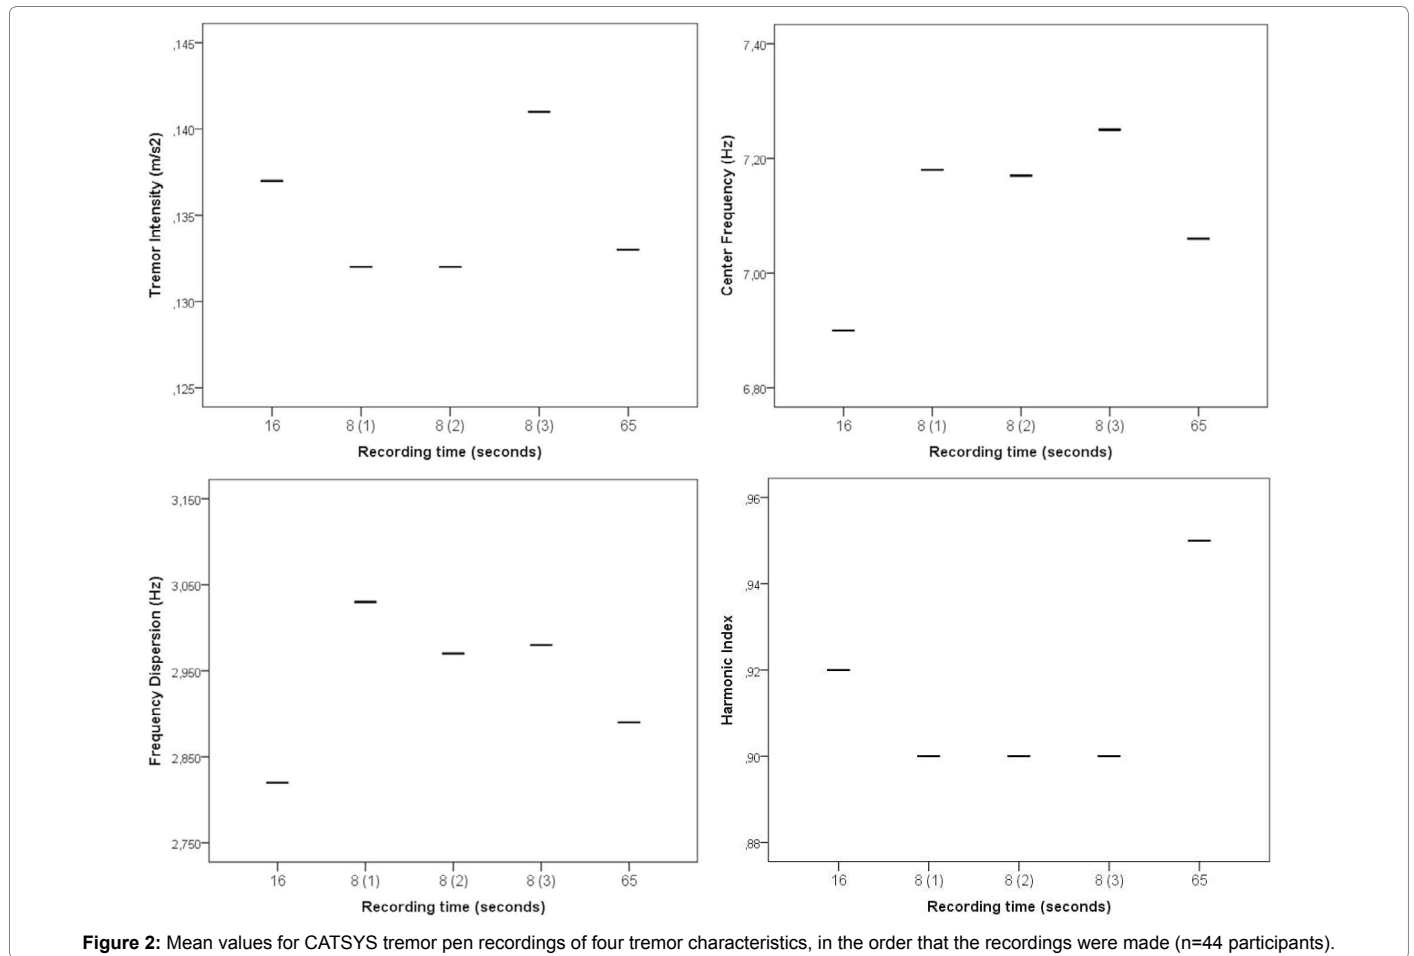 ,145
,140
,135
,130
,125
Tremor Intensity (m/s2)
16 8 (1) 8 (2) 8 (3) 65
Recording time (seconds)
7,40
7,20
7,00
6,80
Center Frequency (Hz)
16 8 (1) 8 (2) 8 (3) 65
Recording time (seconds)
3,150
3,050
2,950
2,850
2,750
Frequency Dispersion (Hz)
16 8 (1) 8 (2) 8 (3) 65
Recording time (seconds)
,96
,94
,92
,90
,88
Harmonic Index
16 8 (1) 8 (2) 8 (3) 65
Recording time (seconds)
Figure 2: Mean values for CATSYS tremor pen recordings of four tremor characteristics, in the order that the recordings were made (n=44 participants).